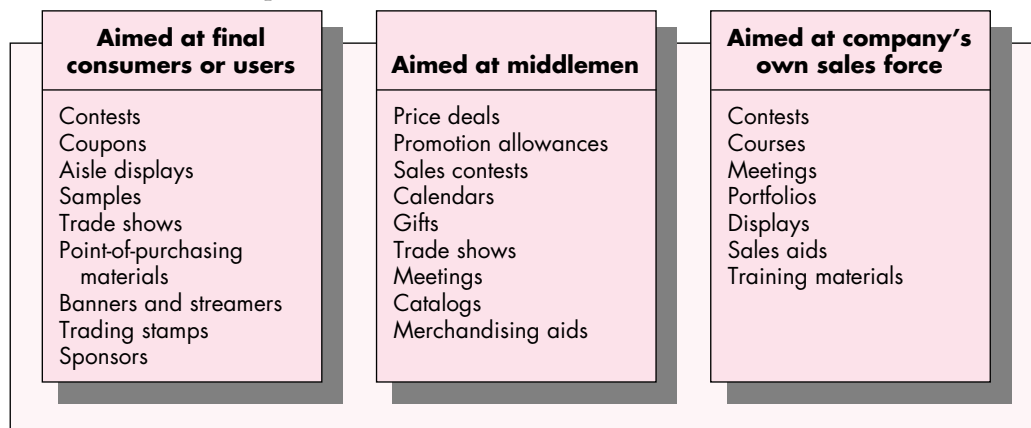 Aimed at final
consumers or users
Contests
Coupons
Aisle displays
Samples
Trade shows
Point-of-purchasing
materials
Banners and streamers
Trading stamps
Sponsors
Aimed at middlemen
Price deals
Promotion allowances
Sales contests
Calendars
Gifts
Trade shows
Meetings
Catalogs
Merchandising aids
Aimed at company's
own sales force
Contests
Courses
Meetings
Portfolios
Displays
Sales aids
Training materials